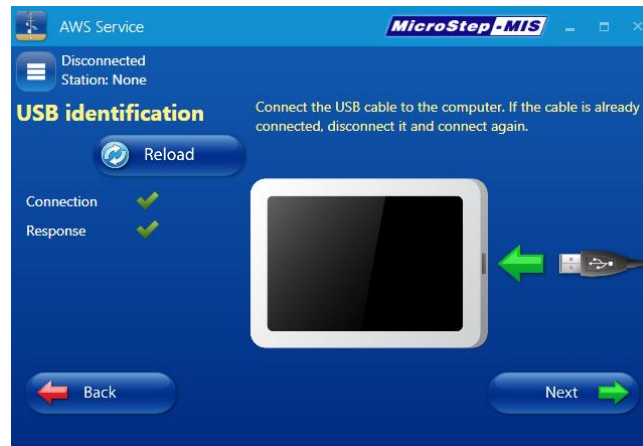 AWS Service
MicroStep-MIS
Disconnected
Station: None
USB identification
Connect the USB cable to the computer. If the cable is already
connected, disconnect it and connect again.
Reload
Connection
Response
Back
Next